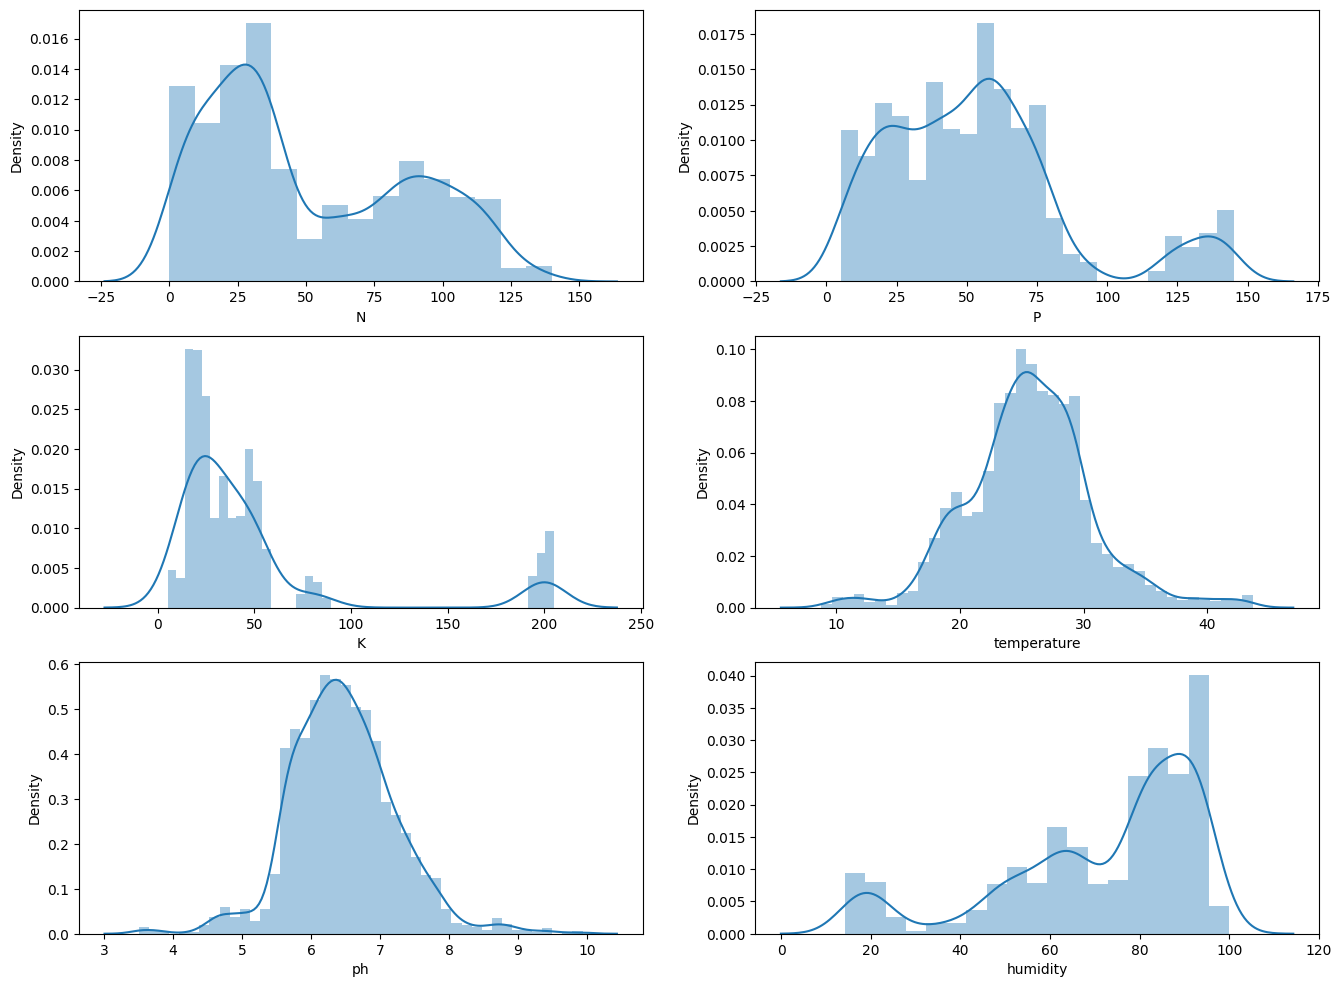 0.016
0.014
0.012
0.010
0.008
0.006
0.004
0.002
0.000
Density
−25 0 25 50 75 100 125 150
N
0.0175
0.0150
0.0125
0.0100
0.0075
0.0050
0.0025
0.0000
Density
−25 0 25 50 75 100 125 150 175
P
0.030
0.025
0.020
0.015
0.010
0.005
0.000
Density
0 50 100 150 200 250
K
0.10
0.08
0.06
0.04
0.02
0.00
Density
10 20 30 40
temperature
0.6
0.5
0.4
0.3
0.2
0.1
0.0
Density
3 4 5 6 7 8 9 10
ph
0.040
0.035
0.030
0.025
0.020
0.015
0.010
0.005
0.000
Density
0 20 40 60 80 100 120
humidity